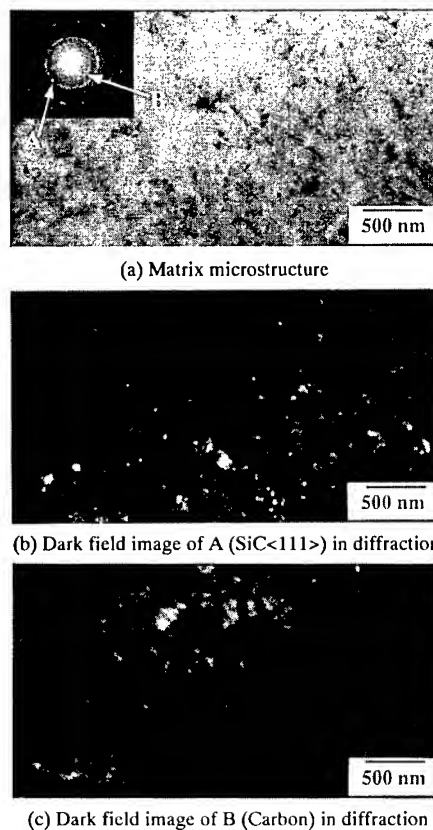 A
B
500 nm
(a) Matrix microstructure
500 nm
(b) Dark field image of A (SiC<111>) in diffraction
500 nm
(c) Dark field image of B (Carbon) in diffraction